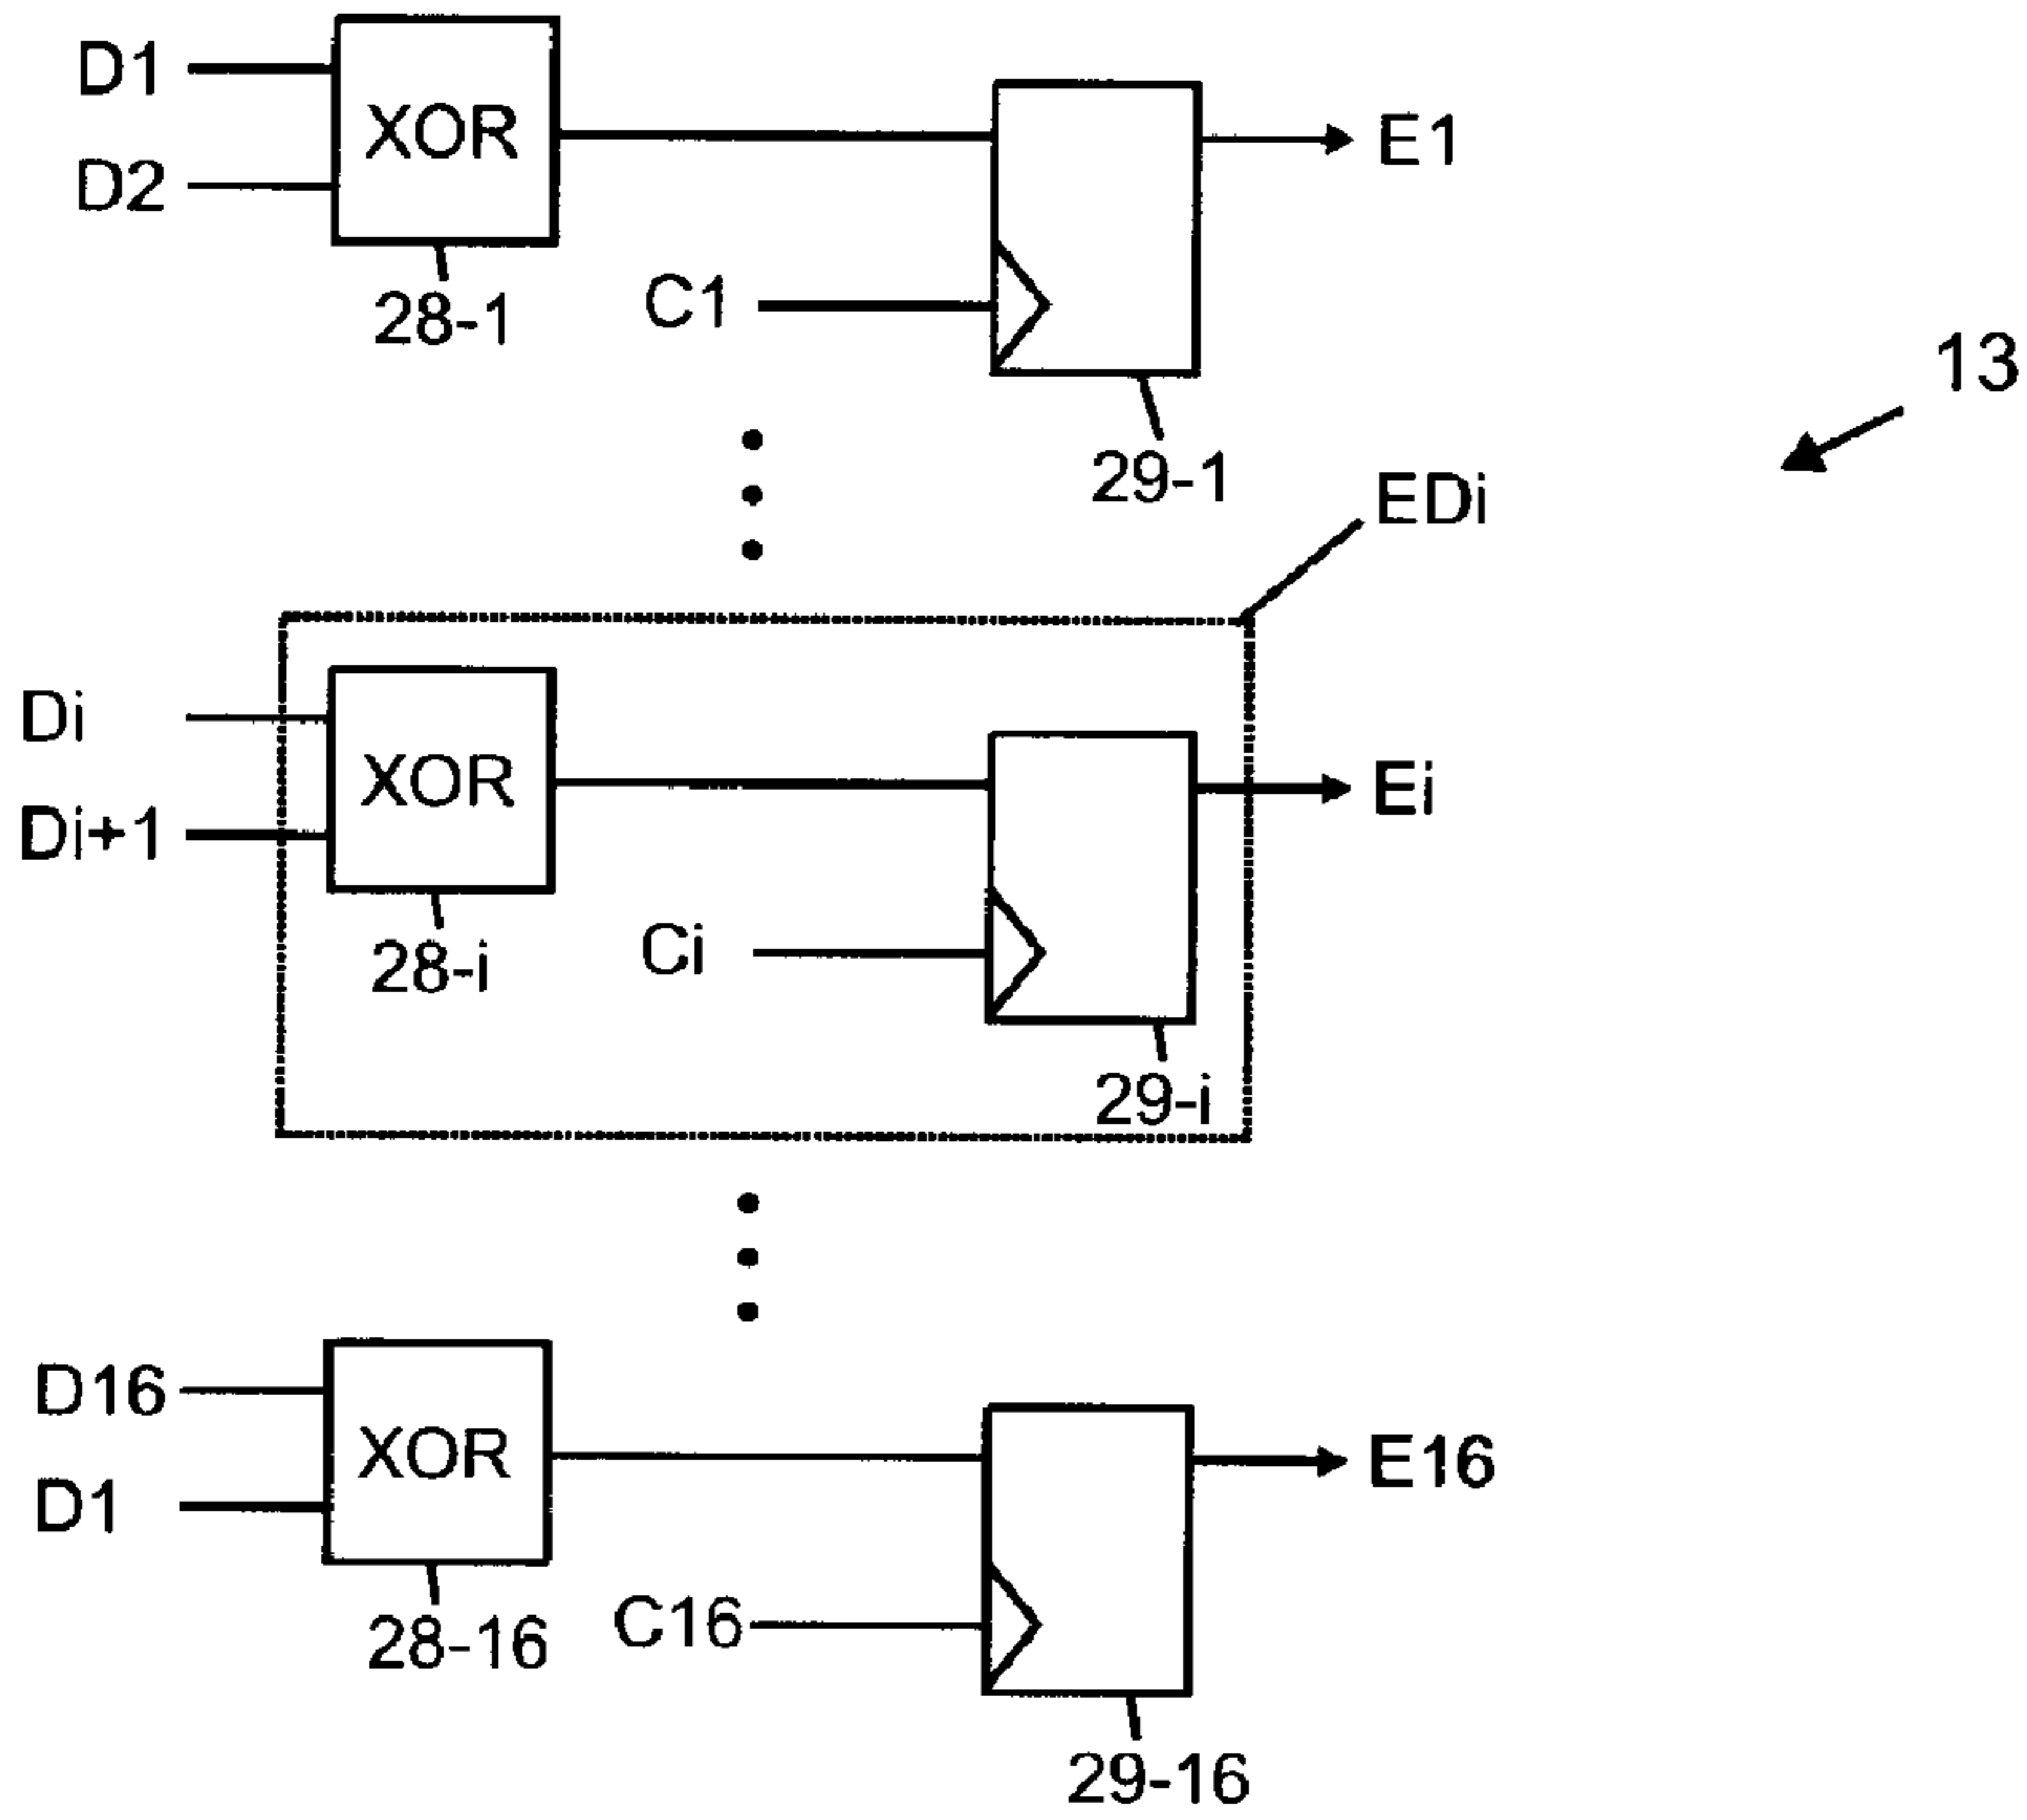 D1
XOR
E1
D2
28-1
C1
13
29-1
EDi
Di
XOR
Ei
Di+1
Ci
28-i
29-i
D16
XOR
E16
D1
C16
28-16
29-16